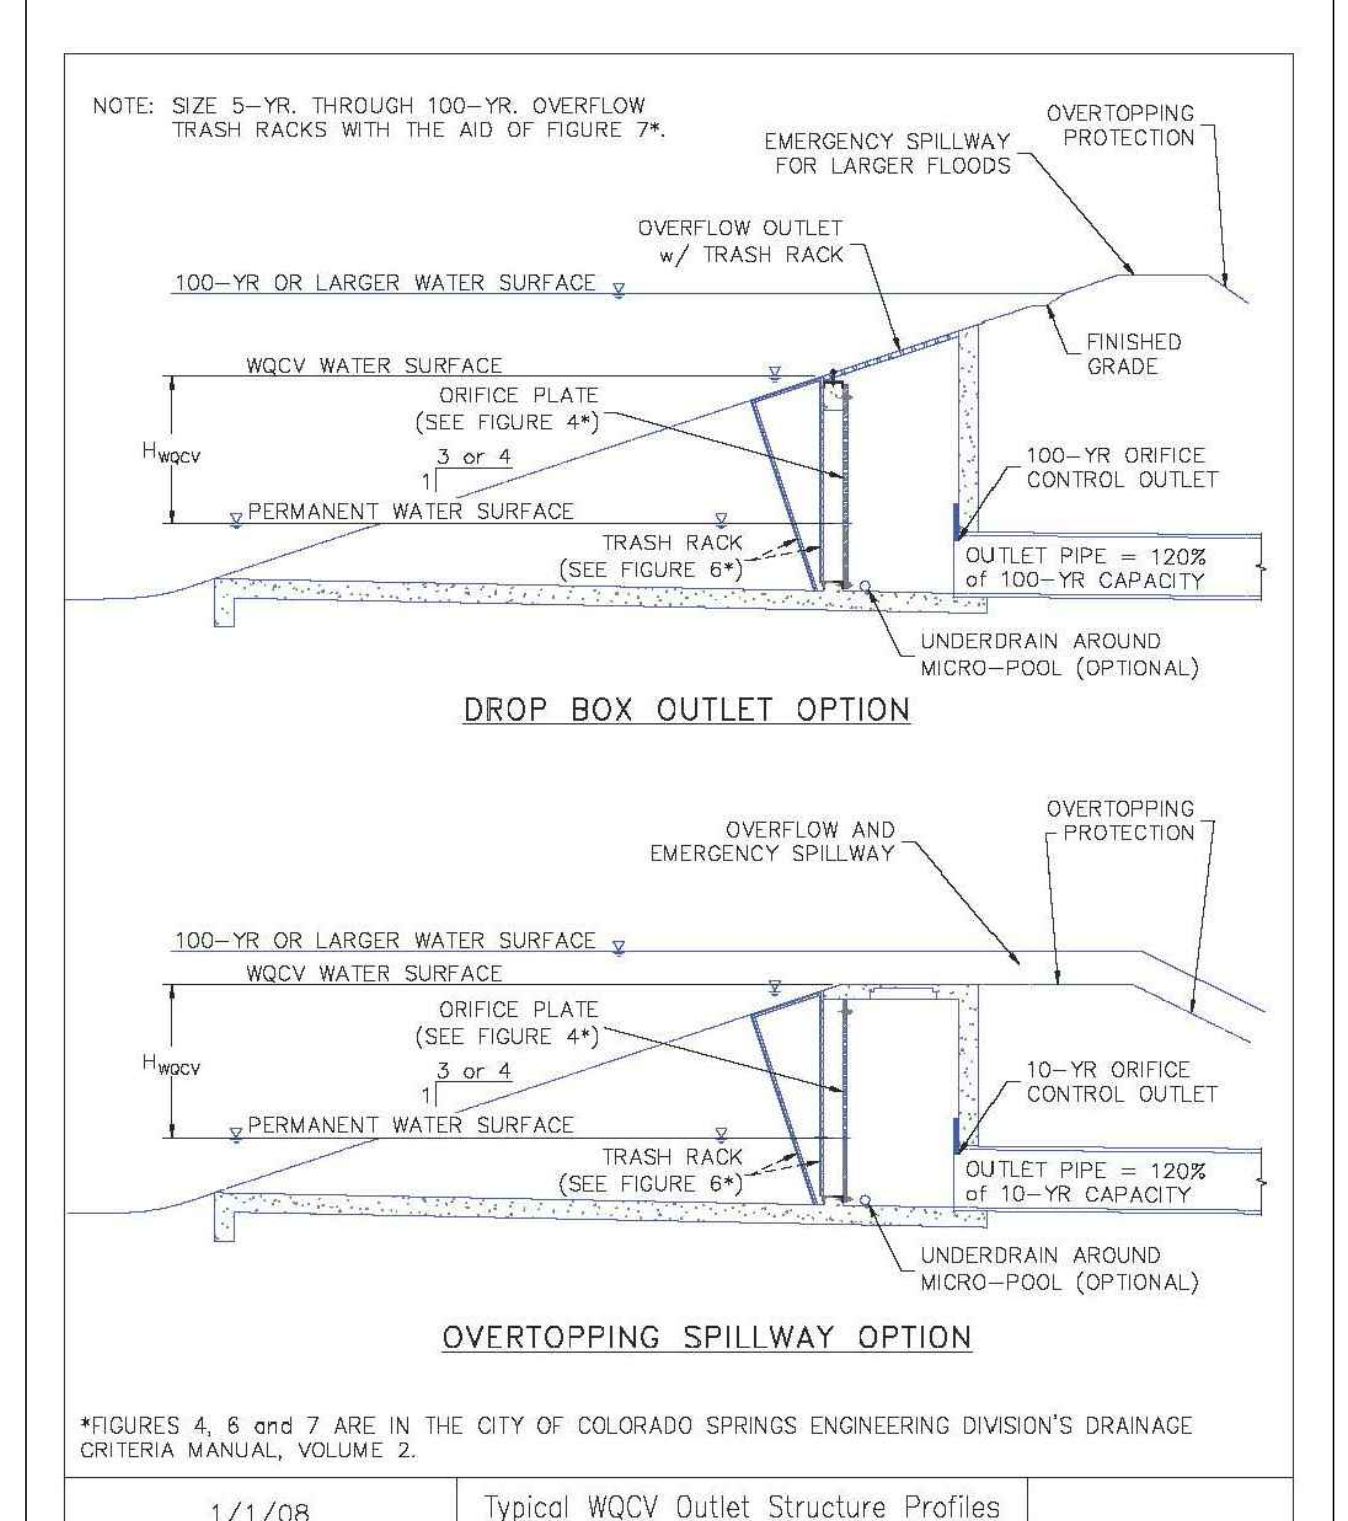 NOTE: SIZE 5-YR. THROUGH 100-YR. OVERFLOW
TRASH RACKS WITH THE AID OF FIGURE 7*.
OVERTOPPING
PROTECTION
EMERGENCY SPILLWAY
FOR LARGER FLOODS
OVERFLOW OUTLET
w/ TRASH RACK
100-YR OR LARGER WATER SURFACE
FINISHED
GRADE
WQCV WATER SURFACE
ORIFICE PLATE
(SEE FIGURE 4*)
HWQCV
3 or 4
1
100-YR ORIFICE
CONTROL OUTLET
PERMANENT WATER SURFACE
TRASH RACK
(SEE FIGURE 6*)
OUTLET PIPE = 120%
of 100-YR CAPACITY
UNDERDRAIN AROUND
MICRO-POOL (OPTIONAL)
DROP BOX OUTLET OPTION
OVERTOPPING
PROTECTION
OVERFLOW AND
EMERGENCY SPILLWAY
100-YR OR LARGER WATER SURFACE
WQCV WATER SURFACE
ORIFICE PLATE
(SEE FIGURE 4*)
HWQCV
3 or 4
1
10-YR ORIFICE
CONTROL OUTLET
PERMANENT WATER SURFACE
TRASH RACK
(SEE FIGURE 6*)
OUTLET PIPE = 120%
of 10-YR CAPACITY
UNDERDRAIN AROUND
MICRO-POOL (OPTIONAL)
OVERTOPPING SPILLWAY OPTION
*FIGURES 4, 6 and 7 ARE IN THE CITY OF COLORADO SPRINGS ENGINEERING DIVISION'S DRAINAGE
CRITERIA MANUAL, VOLUME 2.
1/1/08
Typical WQCV Outlet Structure Profiles